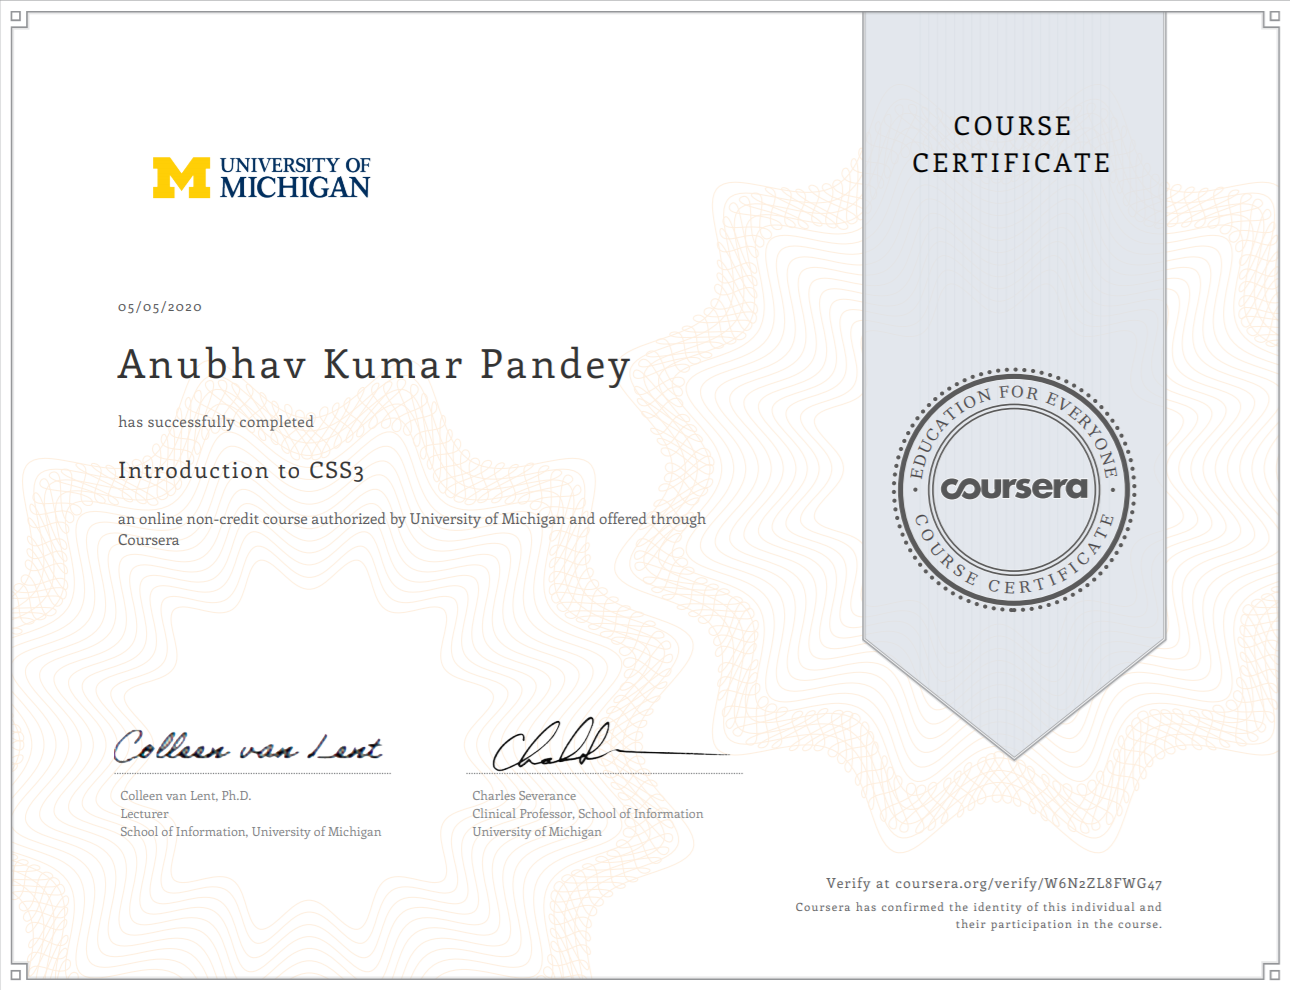 COURSE
CERTIFICATE
UNIVERSITY OF
MICHIGAN
05/05/2020
Anubhav Kumar Pandey
has successfully completed
Introduction to CSS3
an online non-credit course authorized by University of Michigan and offered through
Coursera
EDUCATION FOR EVERYONE
coursera
COURSE CERTIFICATE
Colleen van Lent
Colleen van Lent, Ph.D.
Lecturer
School of Information, University of Michigan
Charles Severance
Clinical Professor, School of Information
University of Michigan
Verify at coursera.org/verify/W6N2ZL8FWG47
Coursera has confirmed the identity of this individual and
their participation in the course.